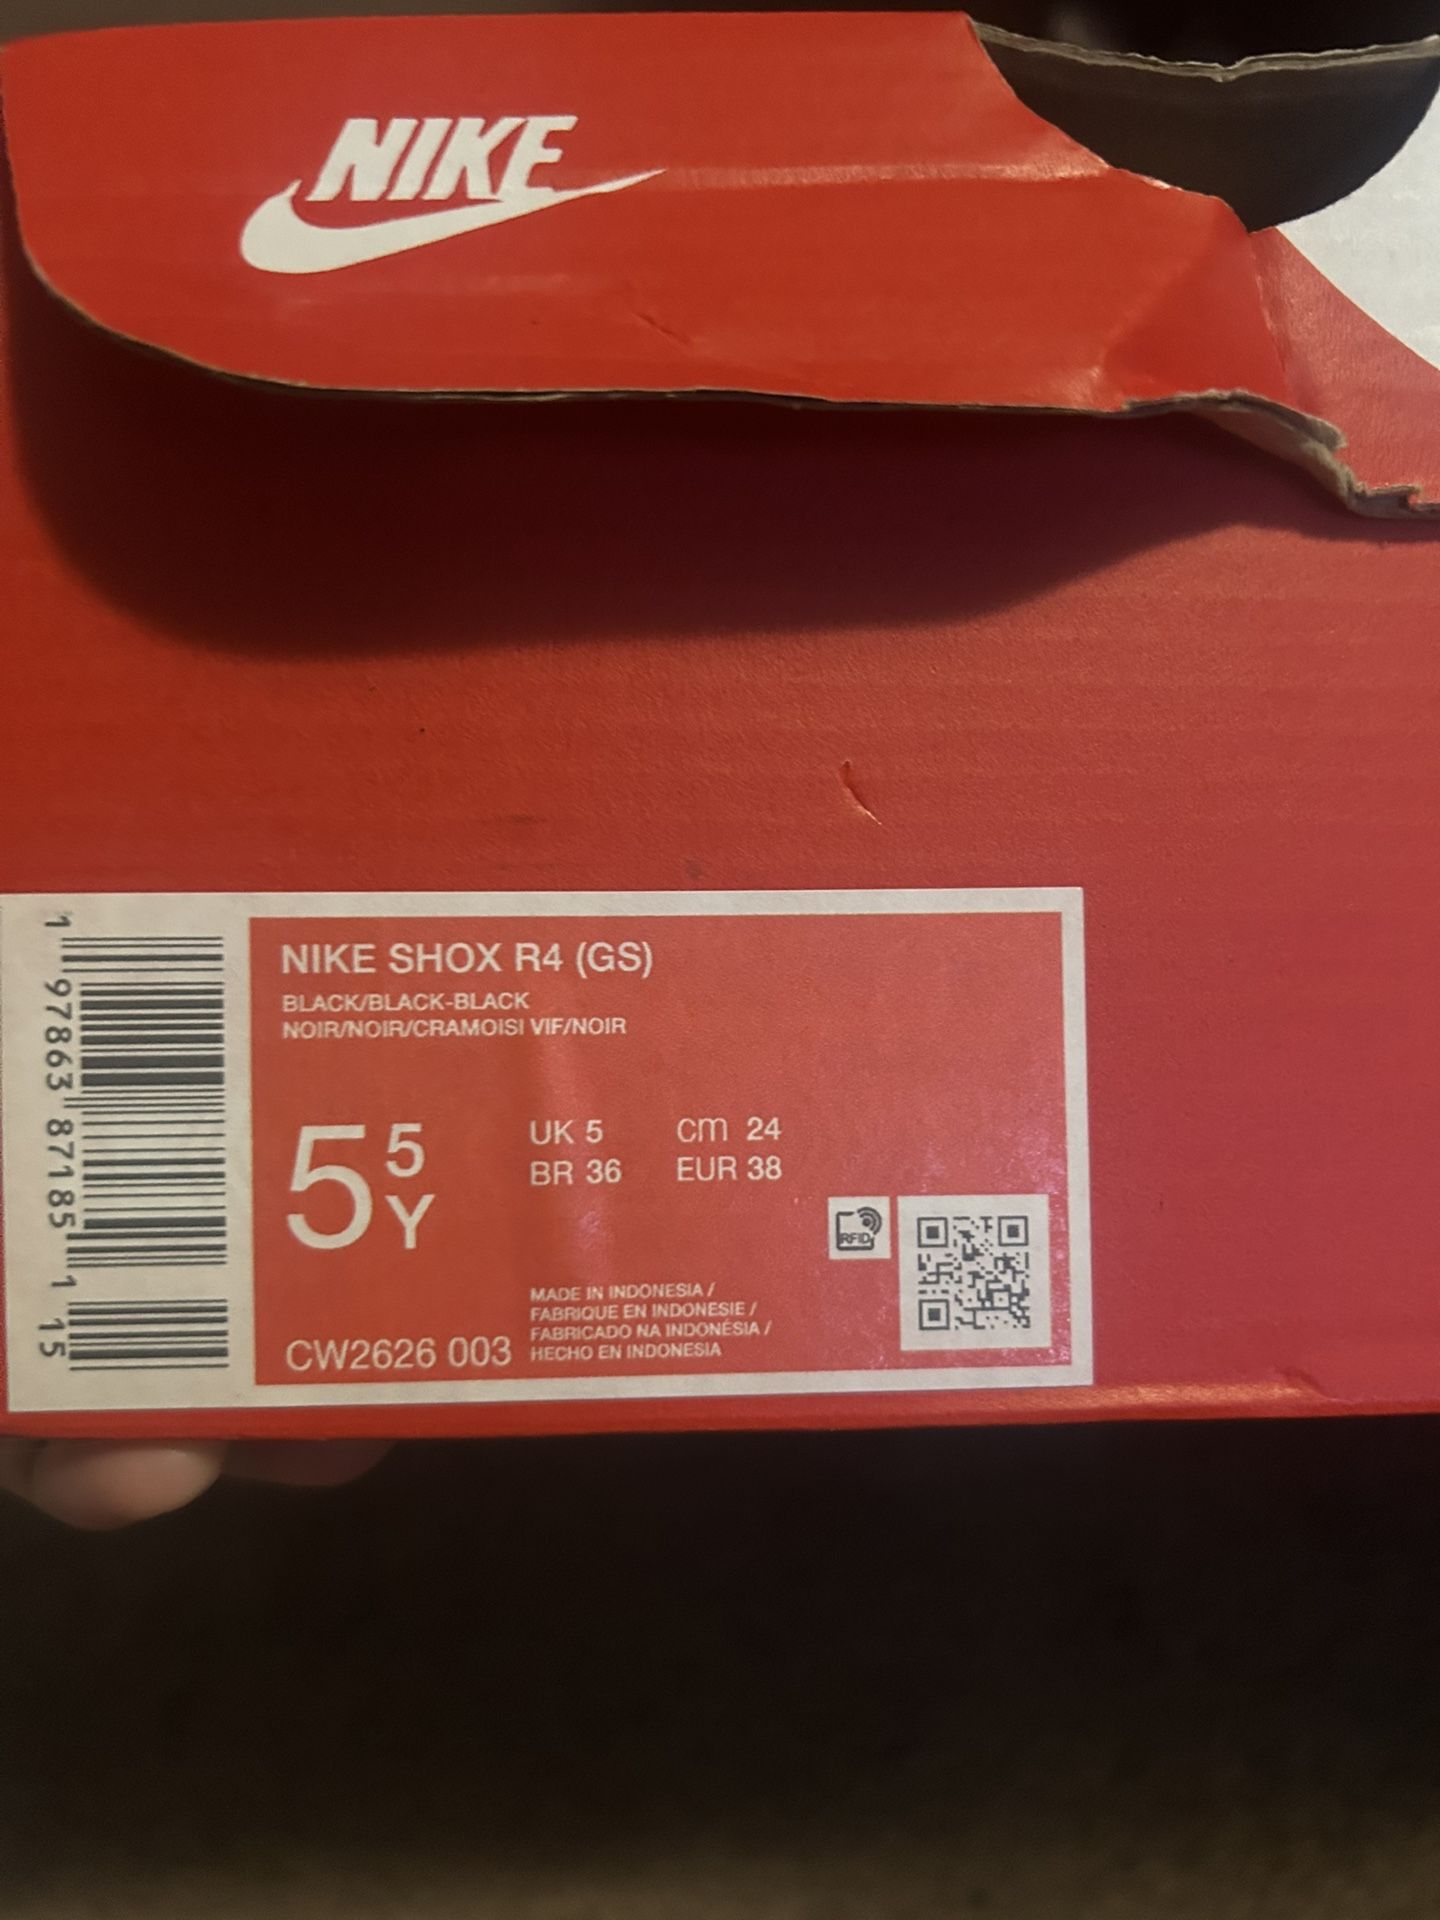 NIKE
NIKE SHOX R4 (GS)
BLACK/BLACK-BLACK
NOIR/NOIR/CRAMOISI VIF/NOIR
5 5 Y
UK 5 cm 24
BR 36 EUR 38
RFID
MADE IN INDONESIA /
FABRIQUE EN INDONESIE /
FABRICADO NA INDONÉSIA /
HECHO EN INDONESIA
CW2626 003
1 97863 87185 1 15